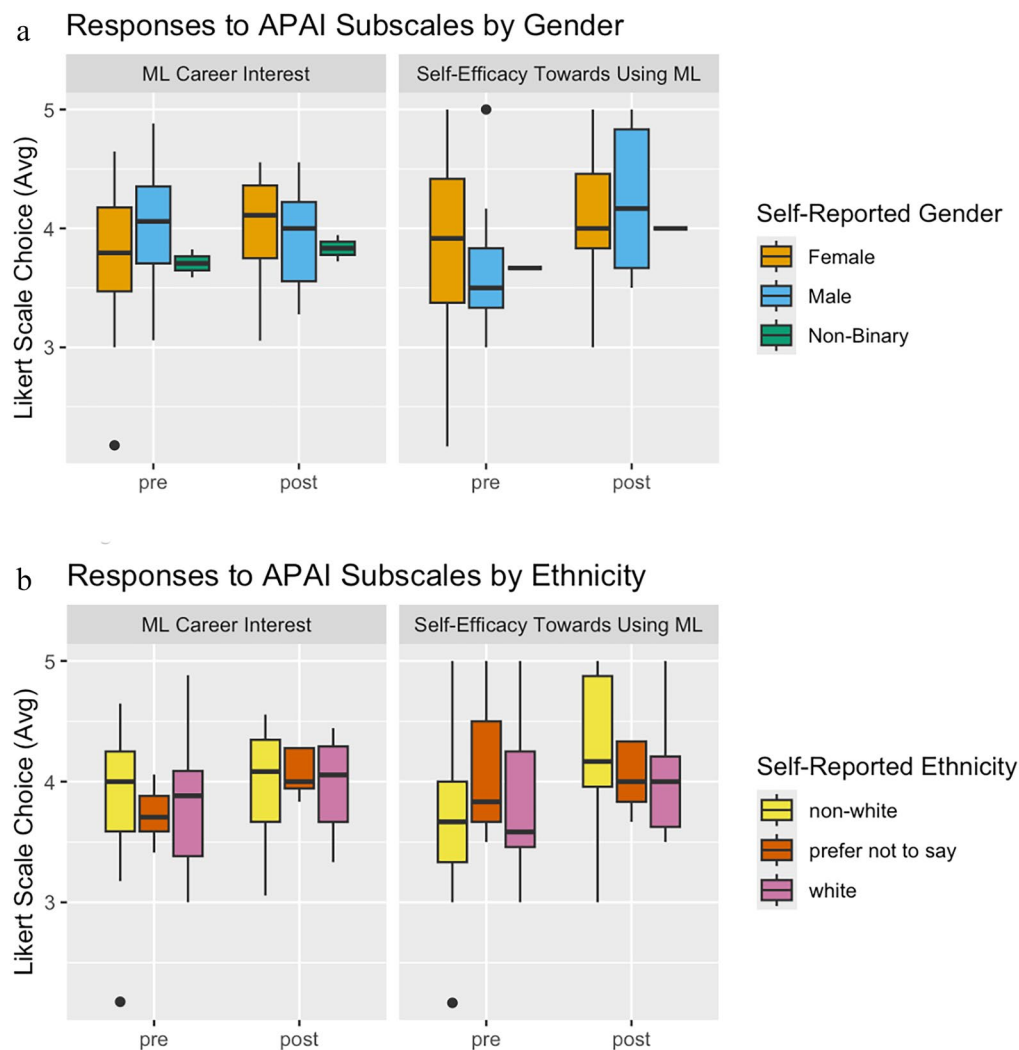 a
Responses to APAI Subscales by Gender
ML Career Interest
Self-Efficacy Towards Using ML
Likert Scale Choice (Avg)
5
4
3
pre
post
pre
post
Self-Reported Gender
Female
Male
Non-Binary
b
Responses to APAI Subscales by Ethnicity
ML Career Interest
Self-Efficacy Towards Using ML
Likert Scale Choice (Avg)
5
4
3
pre
post
pre
post
Self-Reported Ethnicity
non-white
prefer not to say
white